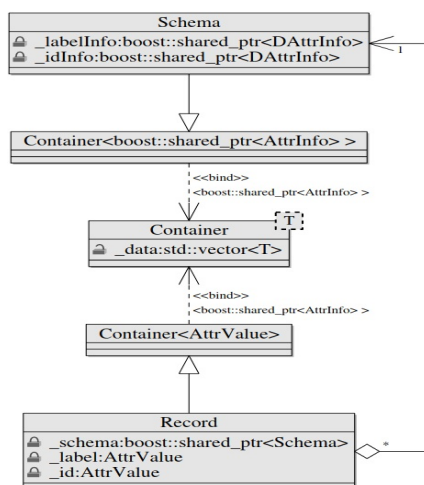 Schema
_labelInfo:boost::shared_ptr<DAttrInfo>
_idInfo:boost::shared_ptr<DAttrInfo>
1
Container<boost::shared_ptr<AttrInfo> >
<<bind>>
<boost::shared_ptr<AttrInfo> >
T
Container
_data:std::vector<T>
<<bind>>
<boost::shared_ptr<AttrInfo> >
Container<AttrValue>
Record
_schema:boost::shared_ptr<Schema>
*
_label:AttrValue
_id:AttrValue